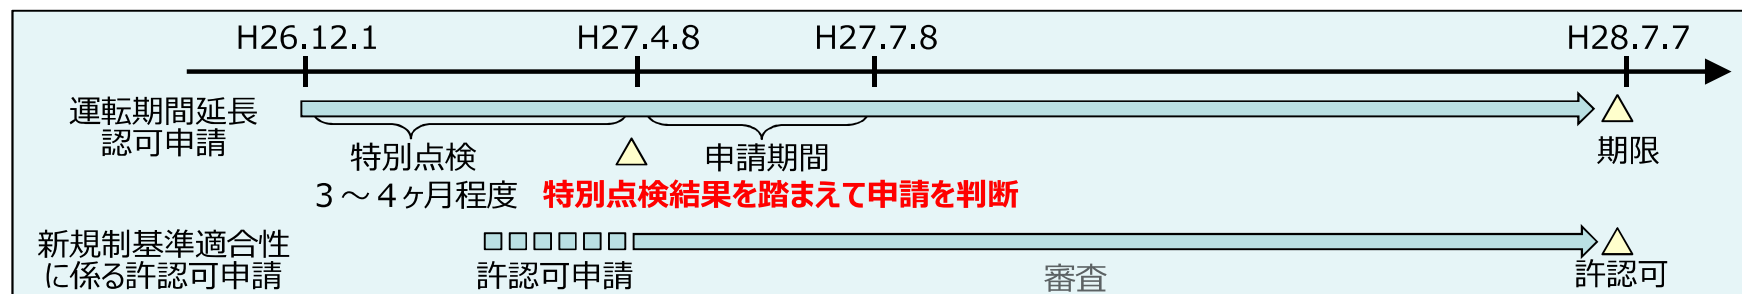 H26.12.1
H27.4.8
H27.7.8
H28.7.7
運転期間延長
認可申請
特別点検
3～4ヶ月程度
申請期間
期限
特別点検結果を踏まえて申請を判断
新規制基準適合性
に係る許認可申請
許認可申請
審査
許認可